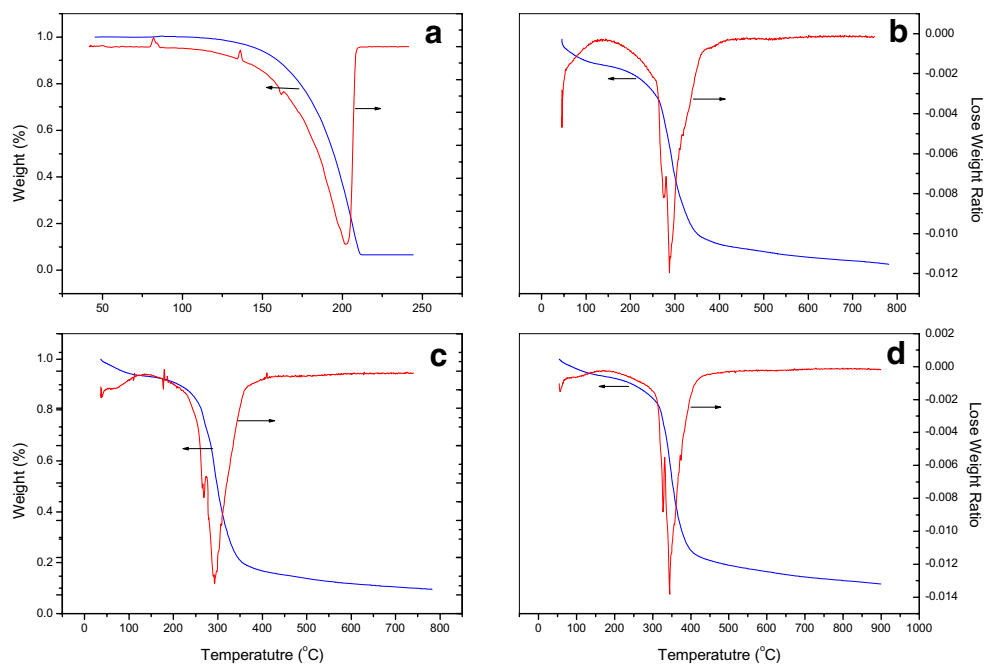 a
1.0
0.8
0.6
0.4
0.2
0.0
Weight (%)
50 100 150 200 250
b
0.000
-0.002
-0.004
-0.006
-0.008
-0.010
-0.012
Lose Weight Ratio
0 100 200 300 400 500 600 700 800
c
1.0
0.8
0.6
0.4
0.2
0.0
Weight (%)
0 100 200 300 400 500 600 700 800
Temperatutre (°C)
d
0.002
0.000
-0.002
-0.004
-0.006
-0.008
-0.010
-0.012
-0.014
Lose Weight Ratio
0 100 200 300 400 500 600 700 800 900 1000
Temperatutre (°C)